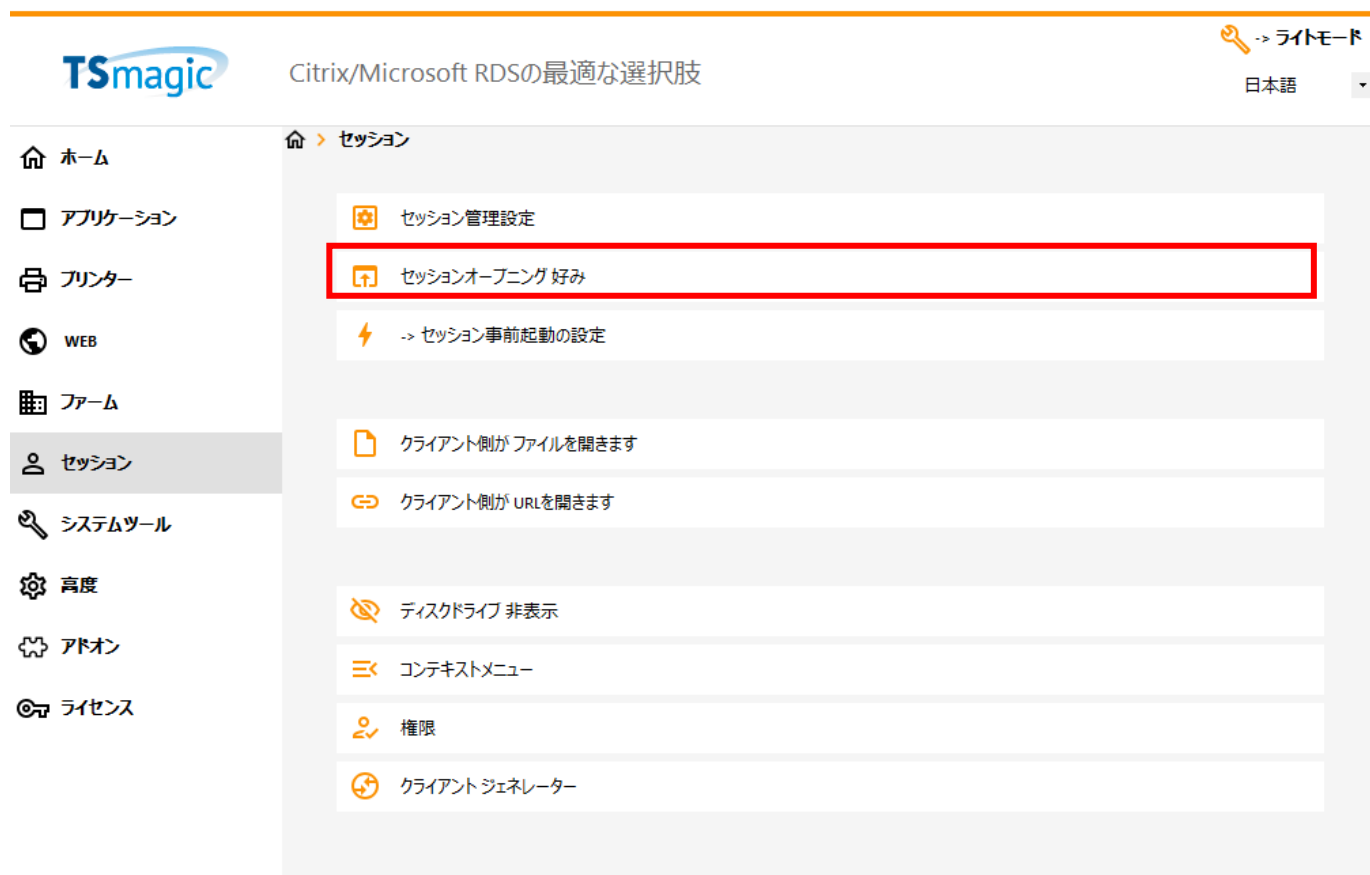 -> ライトモード
TSmagic
Citrix/Microsoft RDSの最適な選択肢
日本語
ホーム
アプリケーション
プリンター
WEB
ファーム
セッション
システムツール
高度
アドオン
ライセンス
> セッション
セッション管理設定
セッションオープニング 好み
-> セッション事前起動の設定
クライアント側が ファイルを開きます
クライアント側が URLを開きます
ディスクドライブ 非表示
コンテキストメニュー
権限
クライアント ジェネレーター